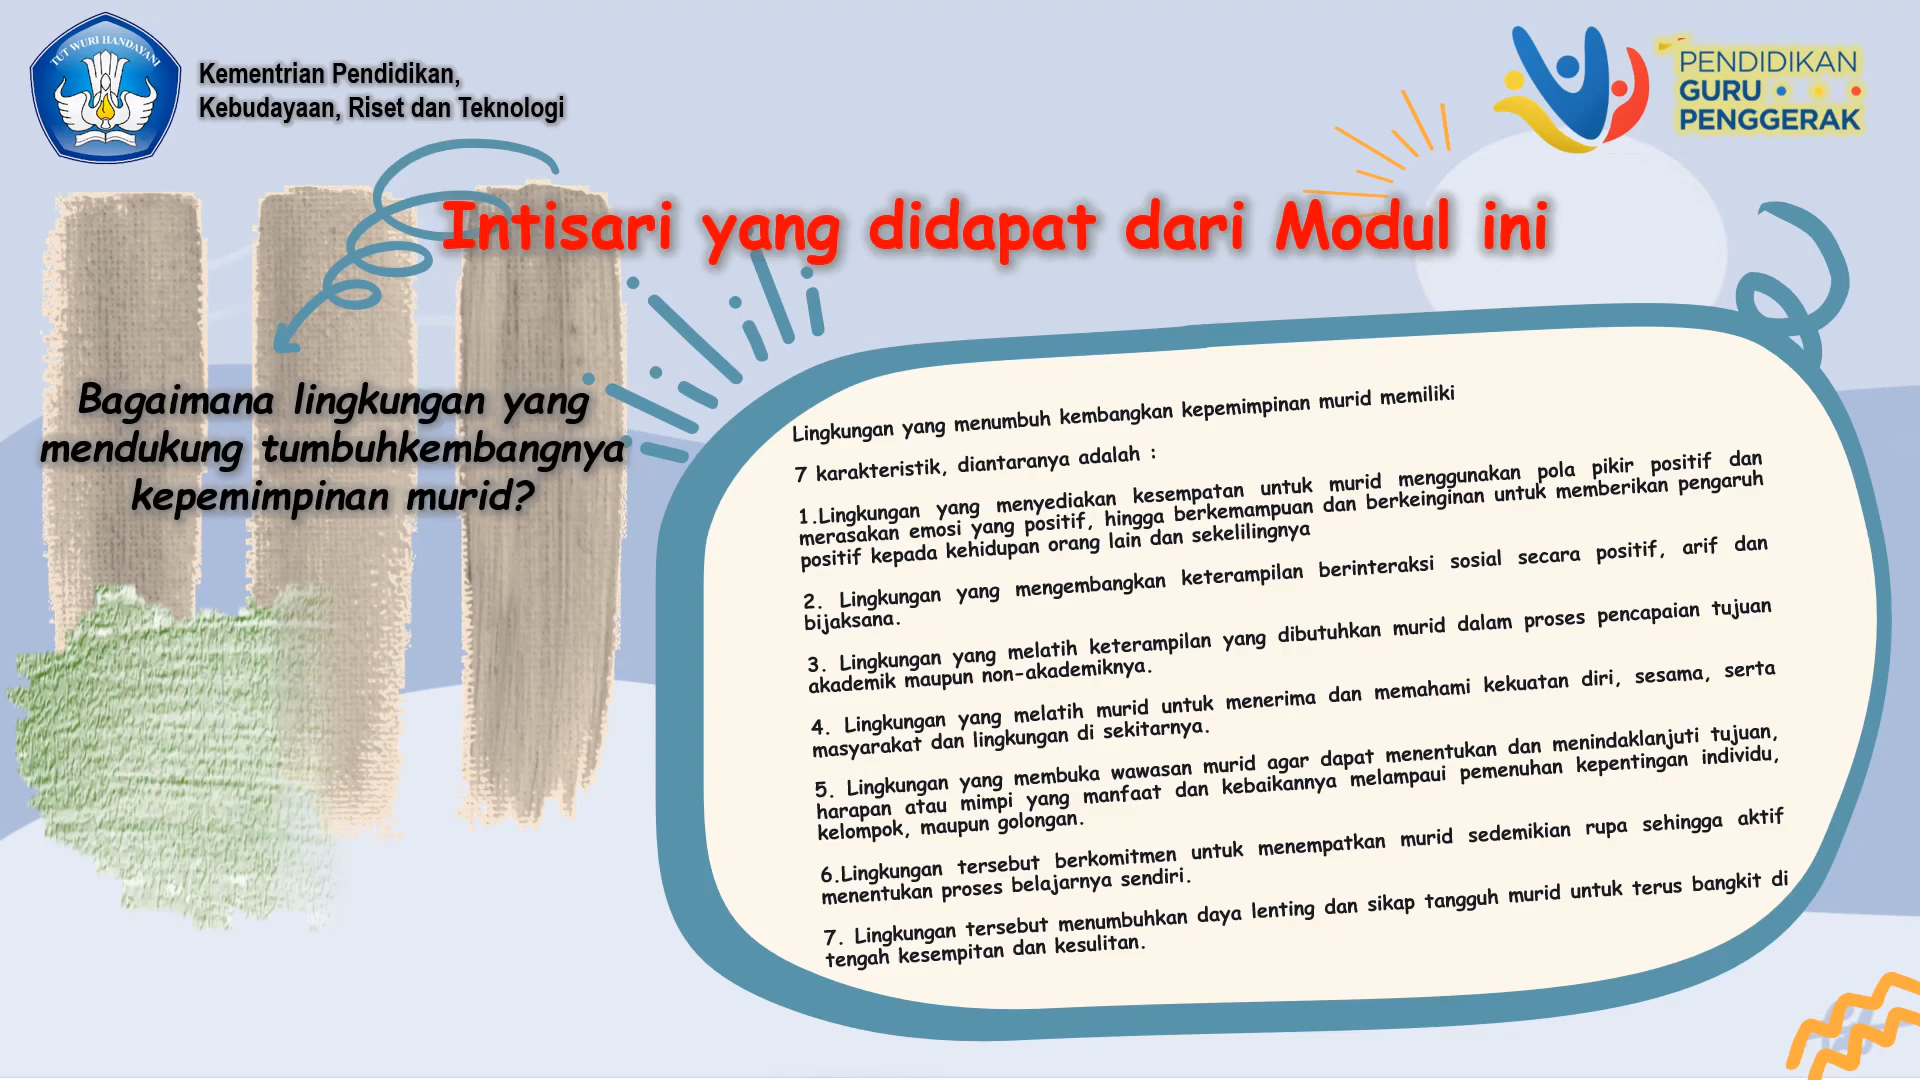 TUT WURI HANDAYANI
Kementrian Pendidikan,
Kebudayaan, Riset dan Teknologi
PENDIDIKAN
GURU
PENGGERAK
Intisari yang didapat dari Modul ini
Bagaimana lingkungan yang
mendukung tumbuhkembangnya
kepemimpinan murid?
Lingkungan yang menumbuh kembangkan kepemimpinan murid memiliki
7 karakteristik, diantaranya adalah :
1.Lingkungan yang menyediakan kesempatan untuk murid menggunakan pola pikir positif dan
merasakan emosi yang positif, hingga berkemampuan dan berkeinginan untuk memberikan pengaruh
positif kepada kehidupan orang lain dan sekelilingnya
2. Lingkungan yang mengembangkan keterampilan berinteraksi sosial secara positif, arif dan
bijaksana.
3. Lingkungan yang melatih keterampilan yang dibutuhkan murid dalam proses pencapaian tujuan
akademik maupun non-akademiknya.
4. Lingkungan yang melatih murid untuk menerima dan memahami kekuatan diri, sesama, serta
masyarakat dan lingkungan di sekitarnya.
5. Lingkungan yang membuka wawasan murid agar dapat menentukan dan menindaklanjuti tujuan,
harapan atau mimpi yang manfaat dan kebaikannya melampaui pemenuhan kepentingan individu,
kelompok, maupun golongan.
6.Lingkungan tersebut berkomitmen untuk menempatkan murid sedemikian rupa sehingga aktif
menentukan proses belajarnya sendiri.
7. Lingkungan tersebut menumbuhkan daya lenting dan sikap tangguh murid untuk terus bangkit di
tengah kesempitan dan kesulitan.